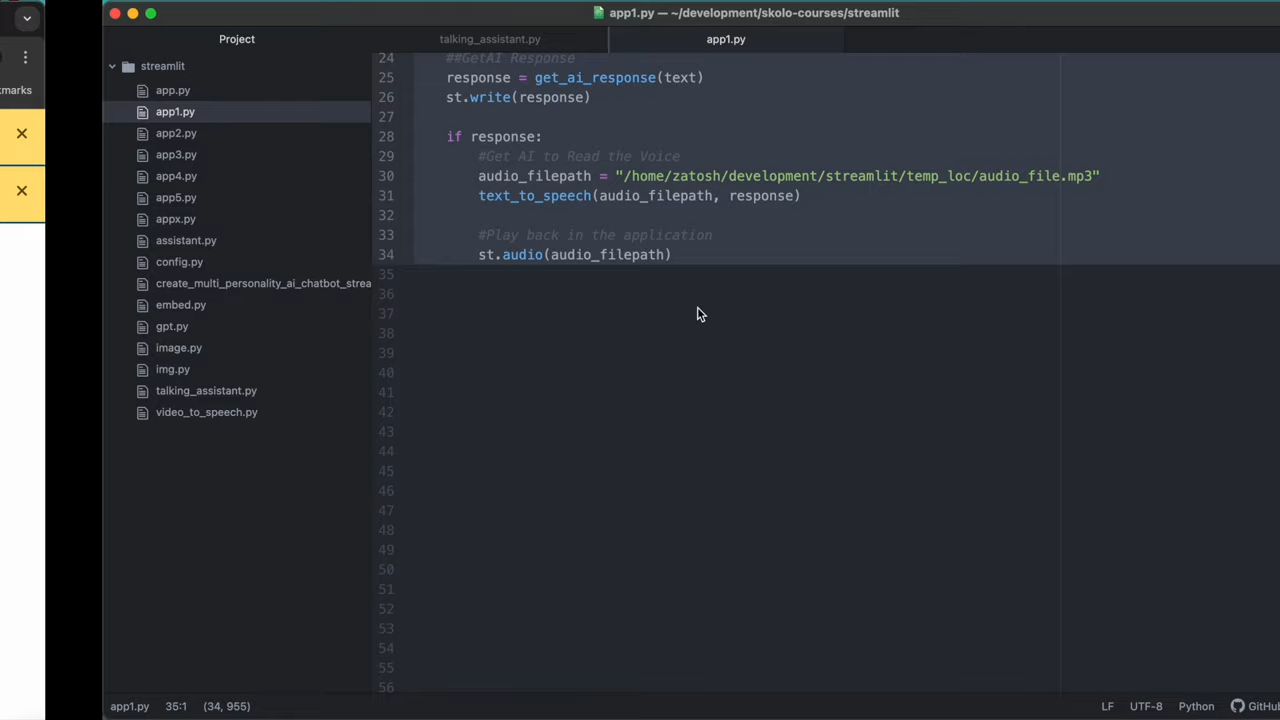 app1.py — ~/development/skolo-courses/streamlit
Project
talking_assistant.py
app1.py
kmarks
streamlit
app.py
app1.py
app2.py
app3.py
app4.py
app5.py
appx.py
assistant.py
config.py
create_multi_personality_ai_chatbot_strea
embed.py
gpt.py
image.py
img.py
talking_assistant.py
video_to_speech.py
24 ##GetAI Response
25 response = get_ai_response(text)
26 st.write(response)
27
28 if response:
29 #Get AI to Read the Voice
30 audio_filepath = "/home/zatosh/development/streamlit/temp_loc/audio_file.mp3"
31 text_to_speech(audio_filepath, response)
32
33 #Play back in the application
34 st.audio(audio_filepath)
35
36
37
38
39
40
41
42
43
44
45
46
47
48
49
50
51
52
53
54
55
56
app1.py 35:1 (34, 955) LF UTF-8 Python GitHu